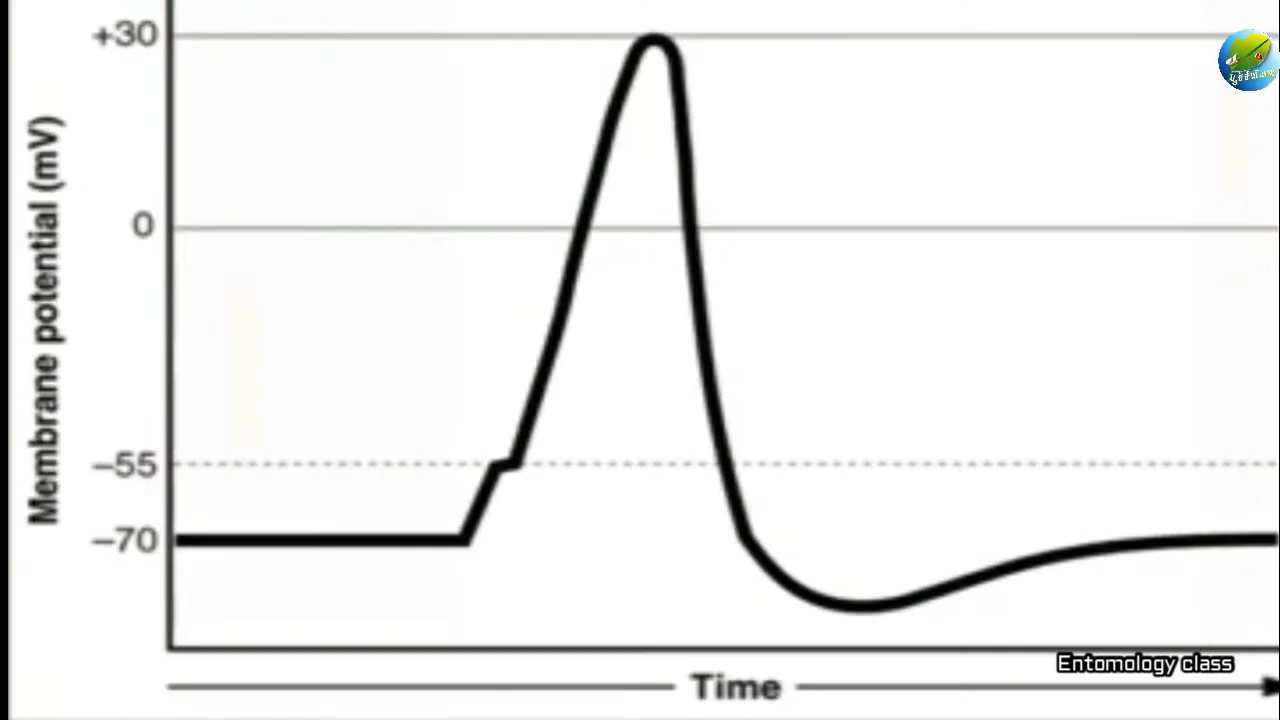 +30
0
–55
–70
Membrane potential (mV)
Time
Entomology class